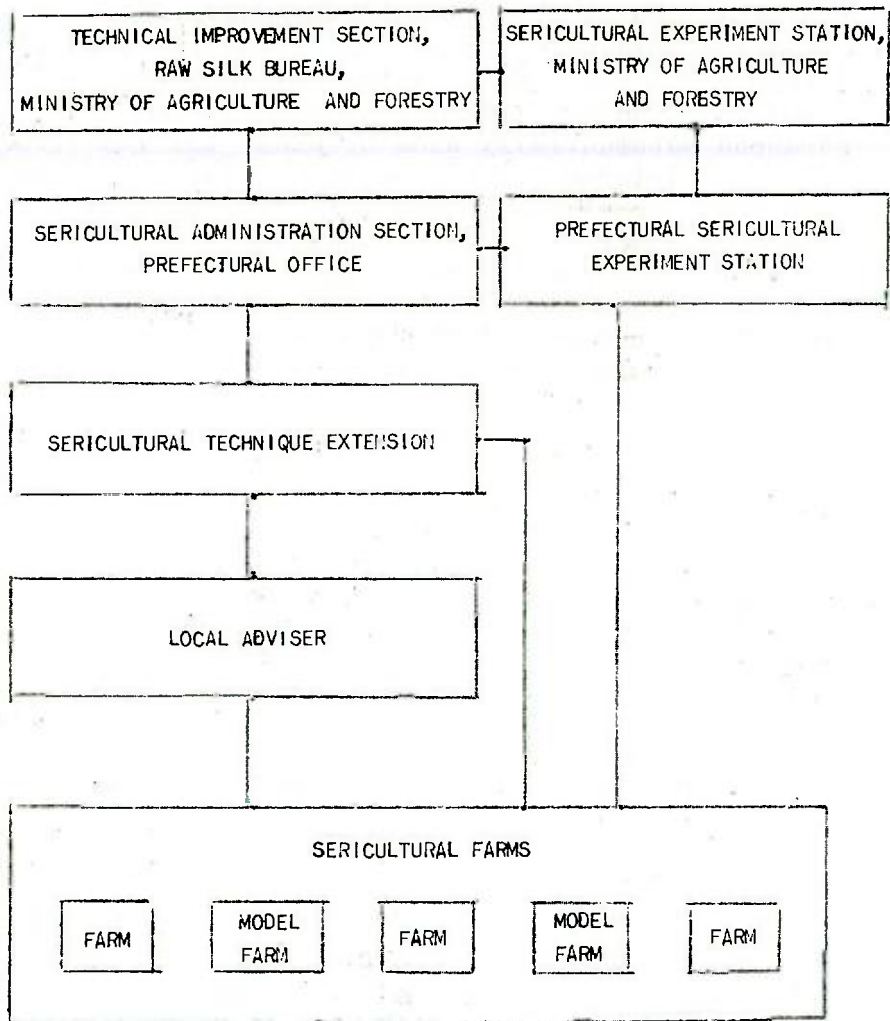 TECHNICAL IMPROVEMENT SECTION,
RAW SILK BUREAU,
MINISTRY OF AGRICULTURE AND FORESTRY
SERICULTURAL EXPERIMENT STATION,
MINISTRY OF AGRICULTURE
AND FORESTRY
SERICULTURAL ADMINISTRATION SECTION,
PREFECTURAL OFFICE
PREFECTURAL SERICULTURAL
EXPERIMENT STATION
SERICULTURAL TECHNIQUE EXTENSION
LOCAL ADVISER
SERICULTURAL FARMS
FARM
MODEL
FARM
FARM
MODEL
FARM
FARM